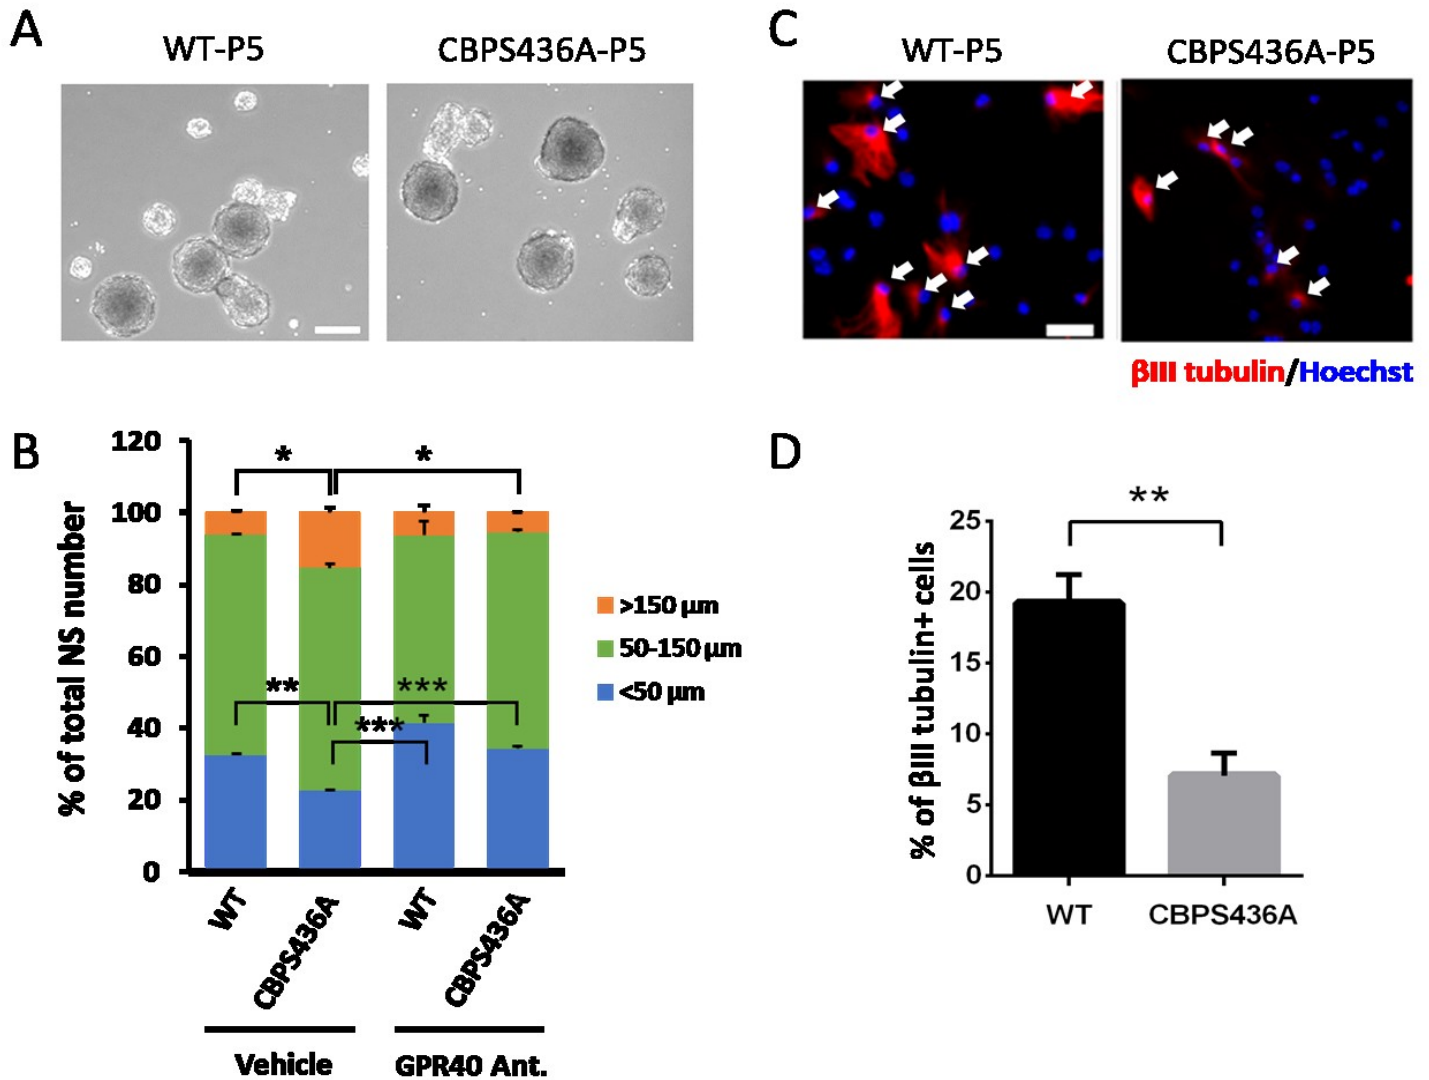 A
WT-P5
CBPS436A-P5
C
WT-P5
CBPS436A-P5
βIII tubulin/Hoechst
B
% of total NS number
120
100
80
60
40
20
0
*
*
**
***
***
>150 µm
50-150 µm
<50 µm
WT
CBPS436A
WT
CBPS436A
Vehicle
GPR40 Ant.
D
% of βIII tubulin+ cells
25
20
15
10
5
0
**
WT
CBPS436A